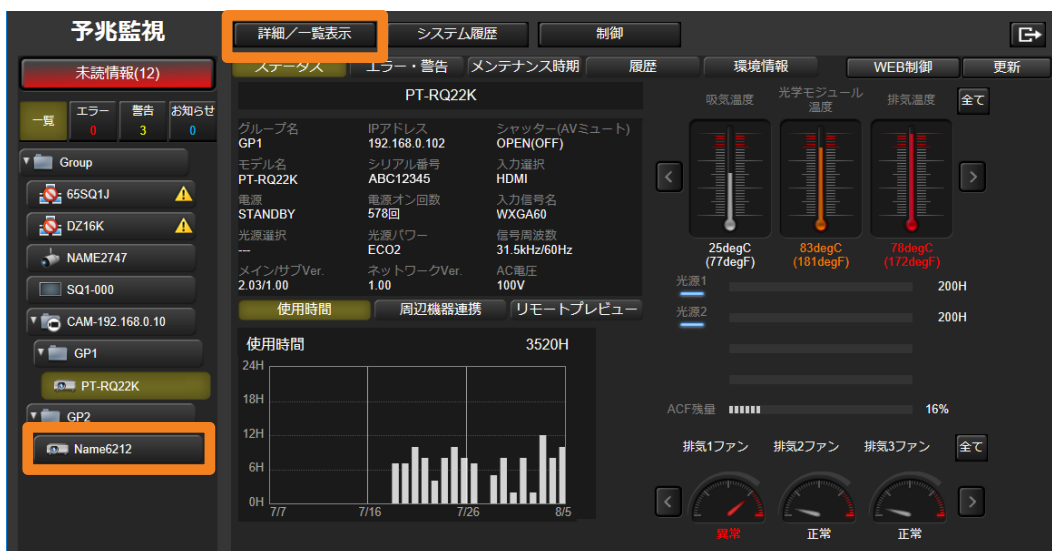 予兆監視
未読情報(12)
一覧
エラー 0
警告 3
お知らせ 0
Group
65SQ1J
DZ16K
NAME2747
SQ1-000
CAM-192.168.0.10
GP1
PT-RQ22K
GP2
Name6212
詳細／一覧表示 システム履歴 制御
ステータス エラー・警告 メンテナンス時期 履歴 環境情報 WEB制御 更新
PT-RQ22K
グループ名 IPアドレス シャッター(AVミュート)
GP1 192.168.0.102 OPEN(OFF)
モデル名 シリアル番号 入力選択
PT-RQ22K ABC12345 HDMI
電源 電源オン回数 入力信号名
STANDBY 578回 WXGA60
光源選択 光源パワー 信号周波数
--- ECO2 31.5kHz/60Hz
メイン/サブVer. ネットワークVer. AC電圧
2.03/1.00 1.00 100V
使用時間 周辺機器連携 リモートプレビュー
使用時間 3520H
24H
18H
12H
6H
0H
7/7 7/16 7/26 8/5
吸気温度 光学モジュール温度 排気温度 全て
25degC 83degC 78degC
(77degF) (181degF) (172degF)
光源1 200H
光源2 200H
ACF残量 16%
排気1ファン 排気2ファン 排気3ファン 全て
異常 正常 正常